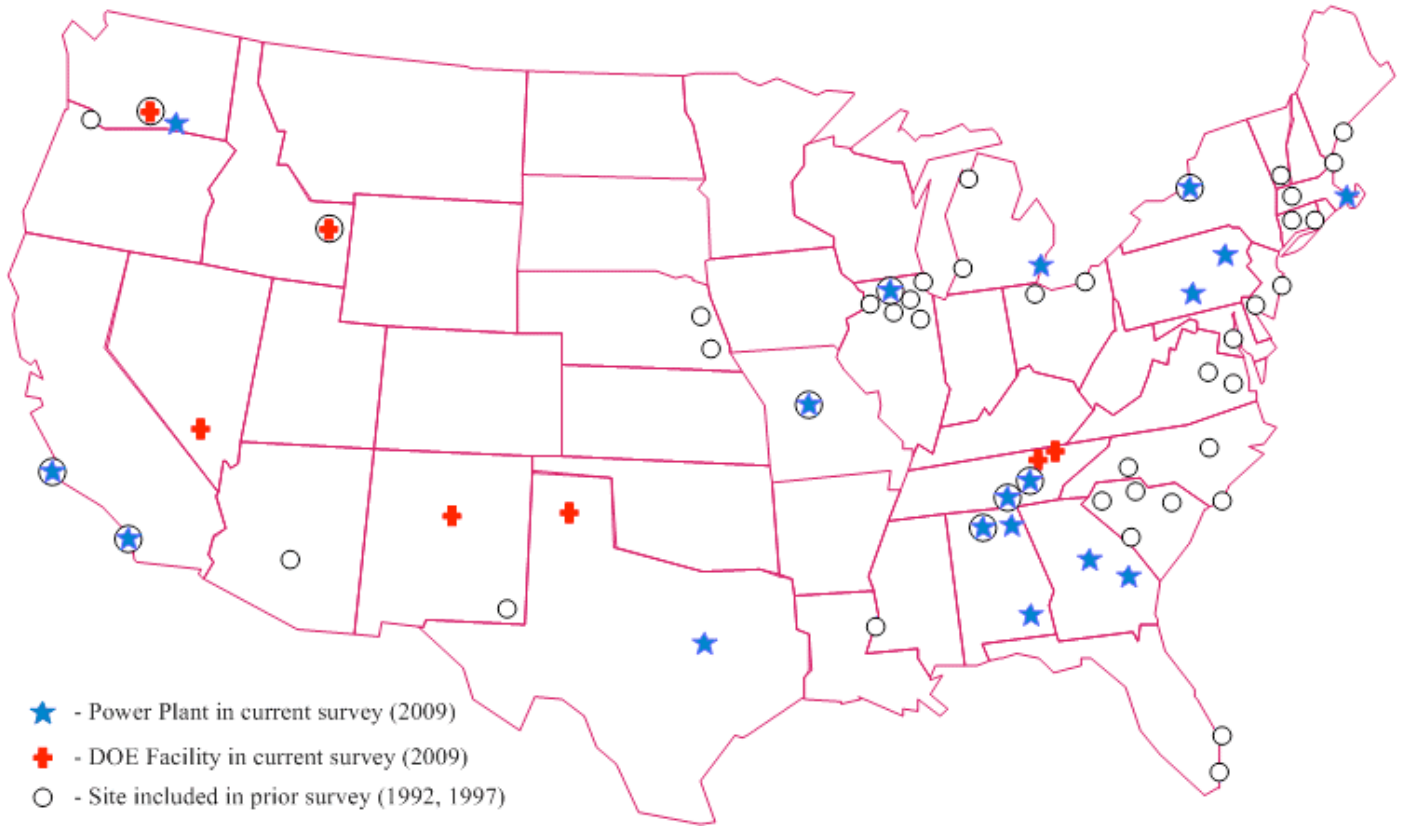 - Power Plant in current survey (2009)
- DOE Facility in current survey (2009)
- Site included in prior survey (1992, 1997)